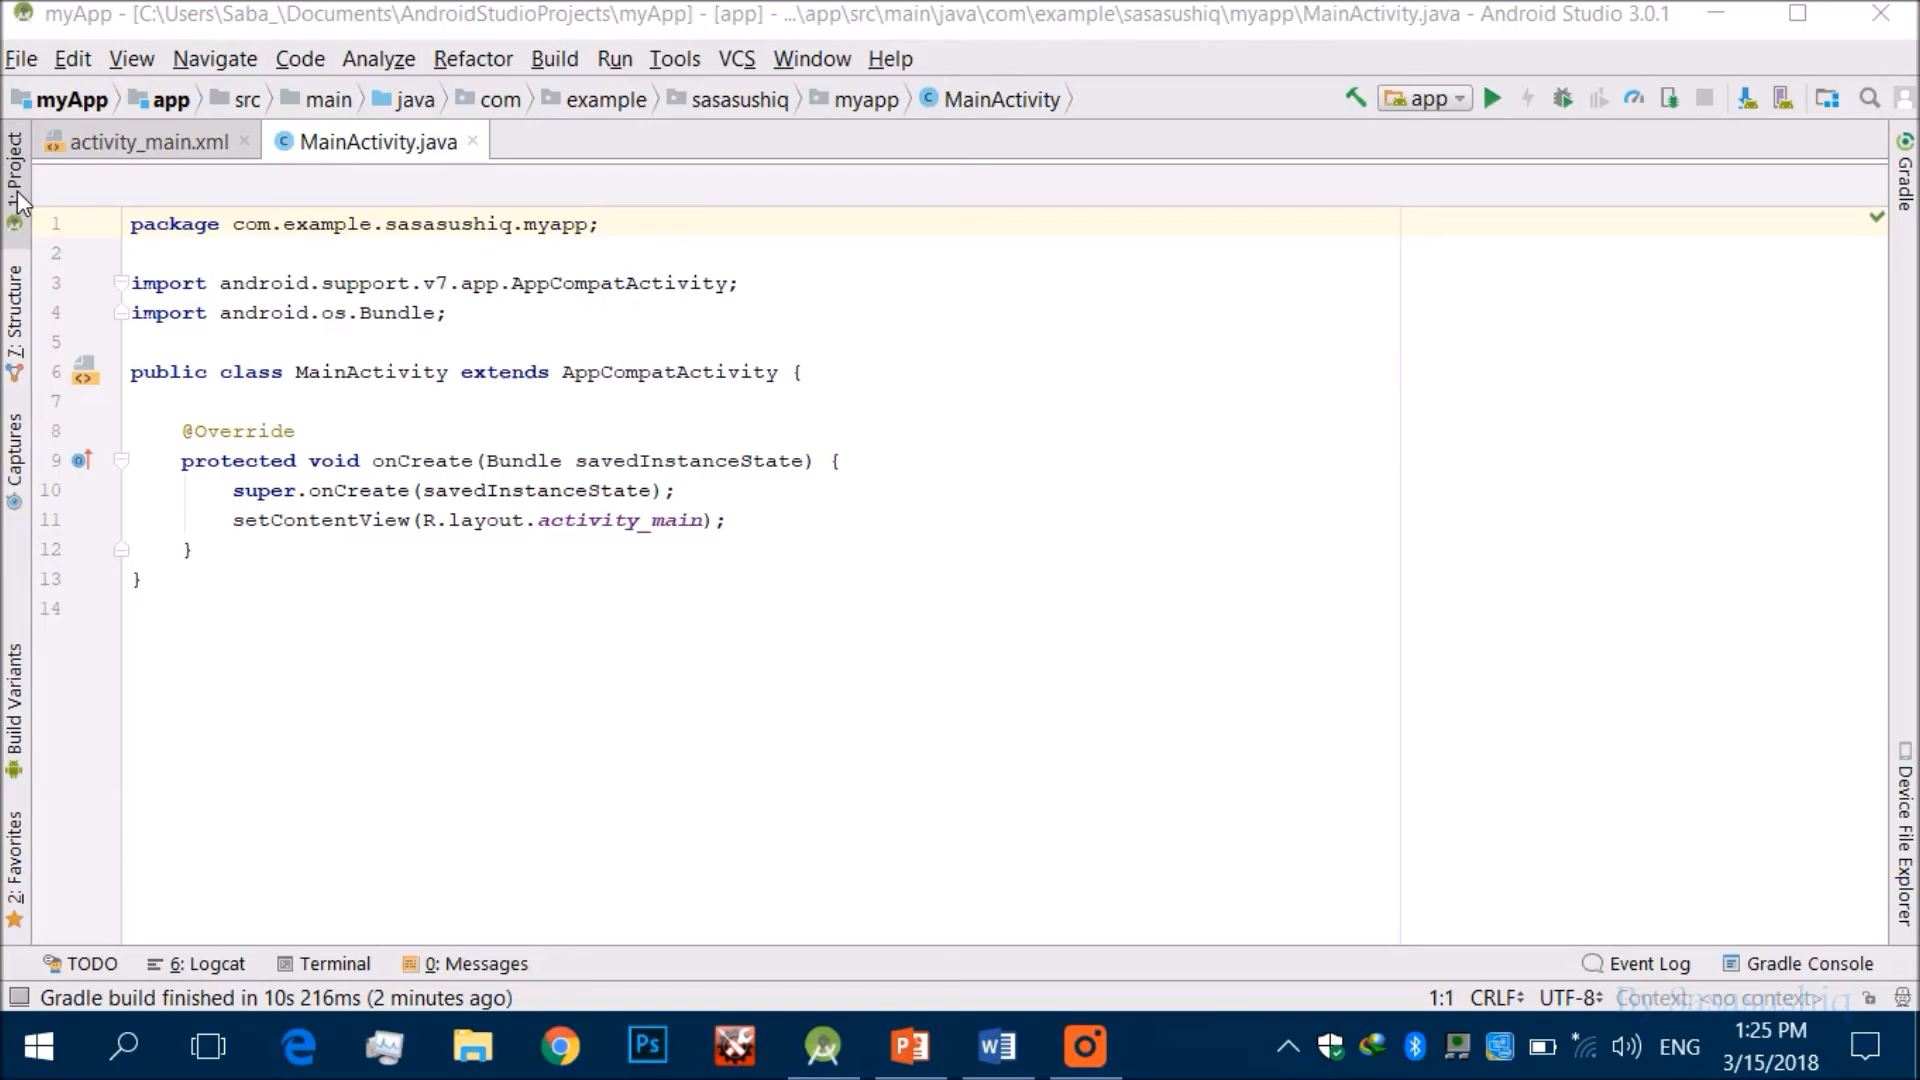 myApp - [C:\Users\Saba_\Documents\AndroidStudioProjects\myApp] - [app] - ...\app\src\main\java\com\example\sasasushiq\myapp\MainActivity.java - Android Studio 3.0.1
File Edit View Navigate Code Analyze Refactor Build Run Tools VCS Window Help
myApp app src main java com example sasasushiq myapp MainActivity app
activity_main.xml MainActivity.java
1: Project
7: Structure
Captures
Build Variants
2: Favorites
1 package com.example.sasasushiq.myapp;
2
3 import android.support.v7.app.AppCompatActivity;
4 import android.os.Bundle;
5
6 public class MainActivity extends AppCompatActivity {
7
8 @Override
9 protected void onCreate(Bundle savedInstanceState) {
10 super.onCreate(savedInstanceState);
11 setContentView(R.layout.activity_main);
12 }
13 }
14
Gradle
Device File Explorer
TODO 6: Logcat Terminal 0: Messages Event Log Gradle Console
Gradle build finished in 10s 216ms (2 minutes ago) 1:1 CRLF UTF-8 Context: <no context>
By Sasasushiq
Ps P W ENG 1:25 PM
3/15/2018